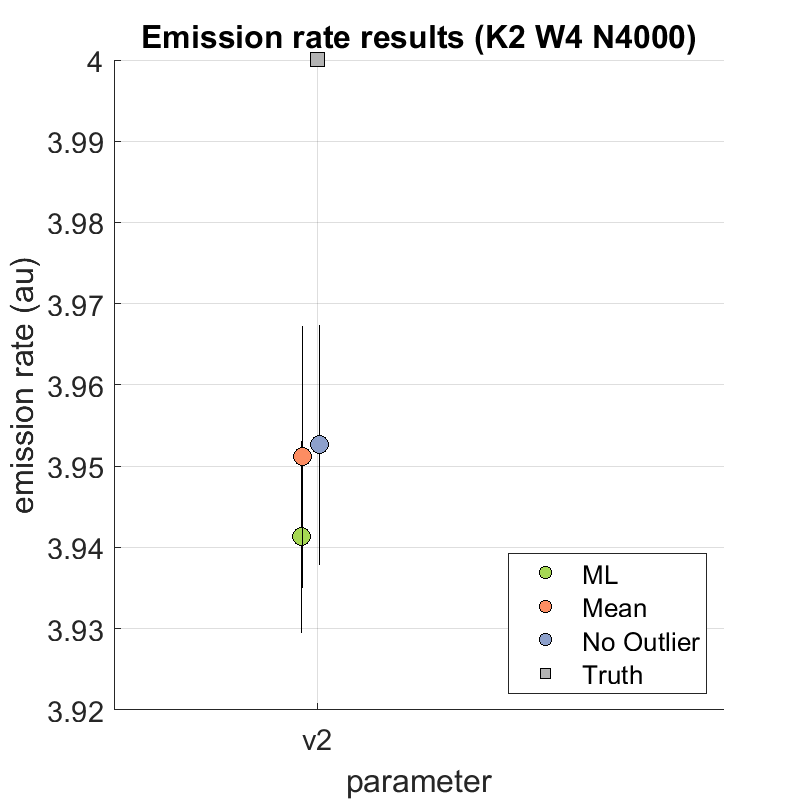 Emission rate results (K2 W4 N4000)
4
3.99
3.98
3.97
3.96
3.95
3.94
3.93
3.92
emission rate (au)
ML
Mean
No Outlier
Truth
v2
parameter